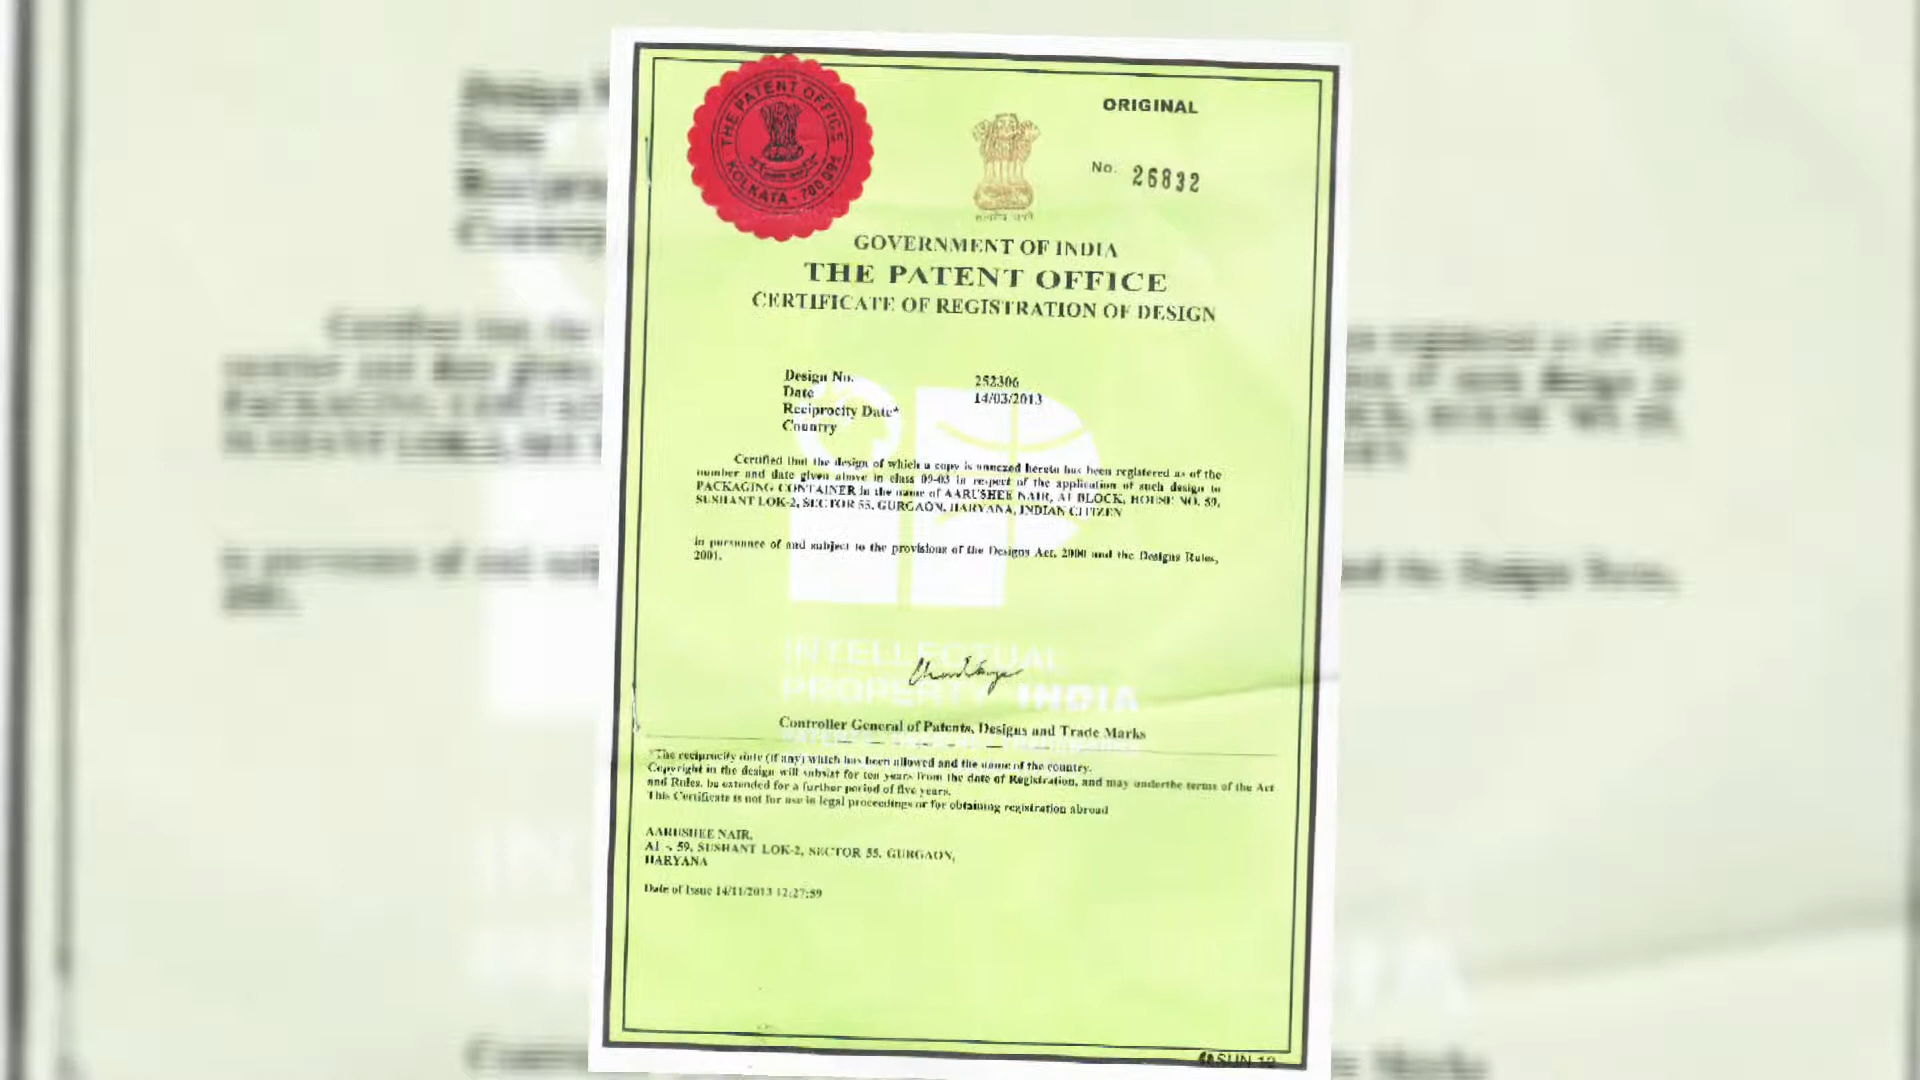 THE PATENT OFFICE
KOLKATA - 700 091
ORIGINAL
No. 26832
सत्यमेव जयते
GOVERNMENT OF INDIA
THE PATENT OFFICE
CERTIFICATE OF REGISTRATION OF DESIGN
Design No. 252306
Date 14/03/2013
Reciprocity Date*
Country
Certified that the design of which a copy is annexed hereto has been registered as of the
number and date given above in class 09-03 in respect of the application of such design to
PACKAGING CONTAINER in the name of AARUSHEE NAIR, A1 BLOCK, HOUSE NO. 59,
SUSHANT LOK-2, SECTOR 55, GURGAON, HARYANA, INDIAN CITIZEN
in pursuance of and subject to the provisions of the Designs Act, 2000 and the Designs Rules,
2001.
INTELLECTUAL
PROPERTY INDIA
Controller General of Patents, Designs and Trade Marks
*The reciprocity date (if any) which has been allowed and the name of the country.
Copyright in the design will subsist for ten years from the date of Registration, and may underthe terms of the Act
and Rules, be extended for a further period of five years.
This Certificate is not for use in legal proceedings or for obtaining registration abroad
AARUSHEE NAIR,
A1 - 59, SUSHANT LOK-2, SECTOR 55, GURGAON,
HARYANA
Date of Issue 14/11/2013 12:27:59